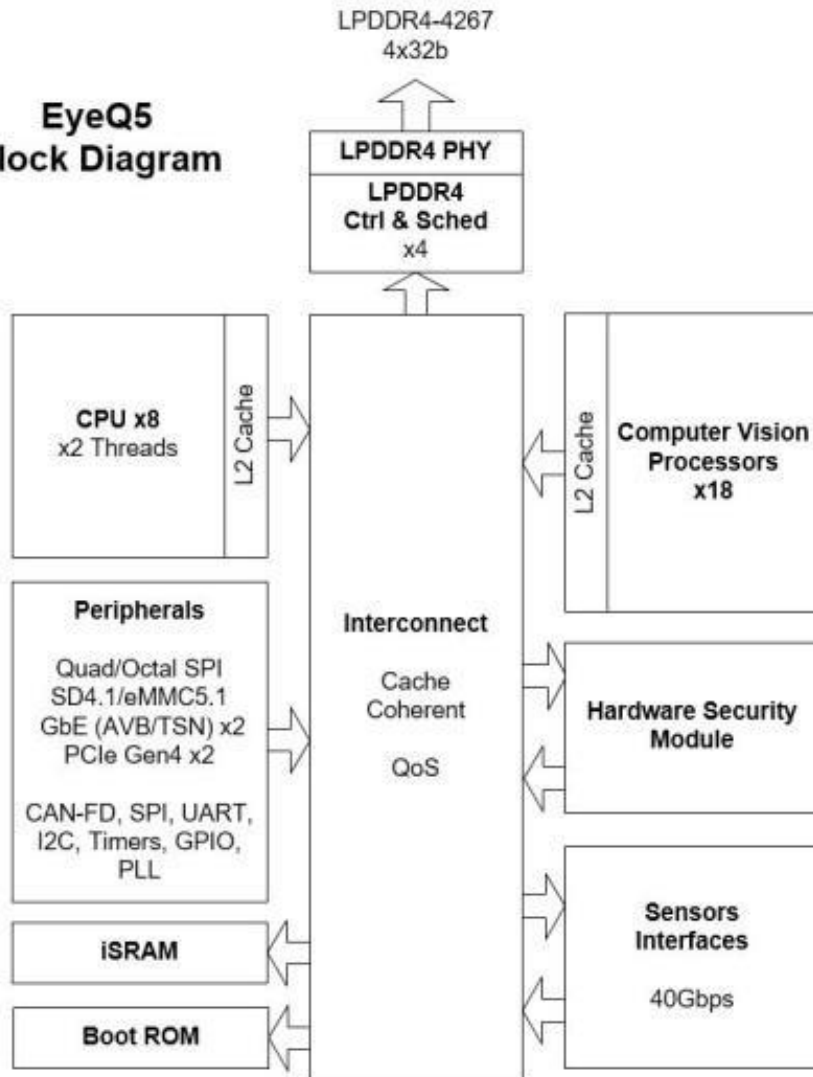 LPDDR4-4267
4x32b
EyeQ5
lock Diagram
LPDDR4 PHY
LPDDR4
Ctrl & Sched
x4
CPU x8
x2 Threads
L2 Cache
Interconnect
Cache
Coherent
QoS
L2 Cache
Computer Vision
Processors
x18
Peripherals
Quad/Octal SPI
SD4.1/eMMC5.1
GbE (AVB/TSN) x2
PCIe Gen4 x2
CAN-FD, SPI, UART,
I2C, Timers, GPIO,
PLL
Hardware Security
Module
iSRAM
Boot ROM
Sensors
Interfaces
40Gbps